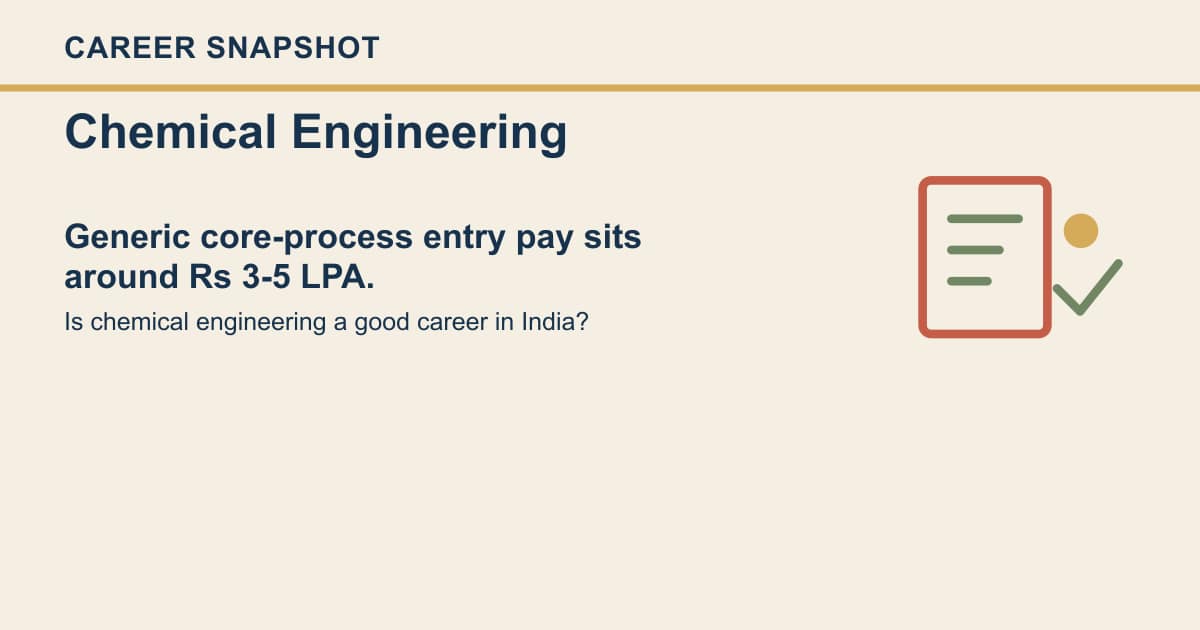 CAREER SNAPSHOT
Chemical Engineering
Generic core-process entry pay sits
around Rs 3-5 LPA.
Is chemical engineering a good career in India?